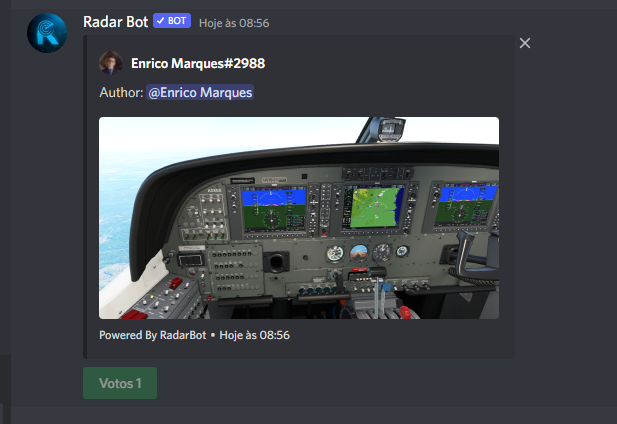 Radar Bot ✓ BOT Hoje às 08:56
Enrico Marques#2988
Author: @Enrico Marques
Powered By RadarBot • Hoje às 08:56
Votos 1